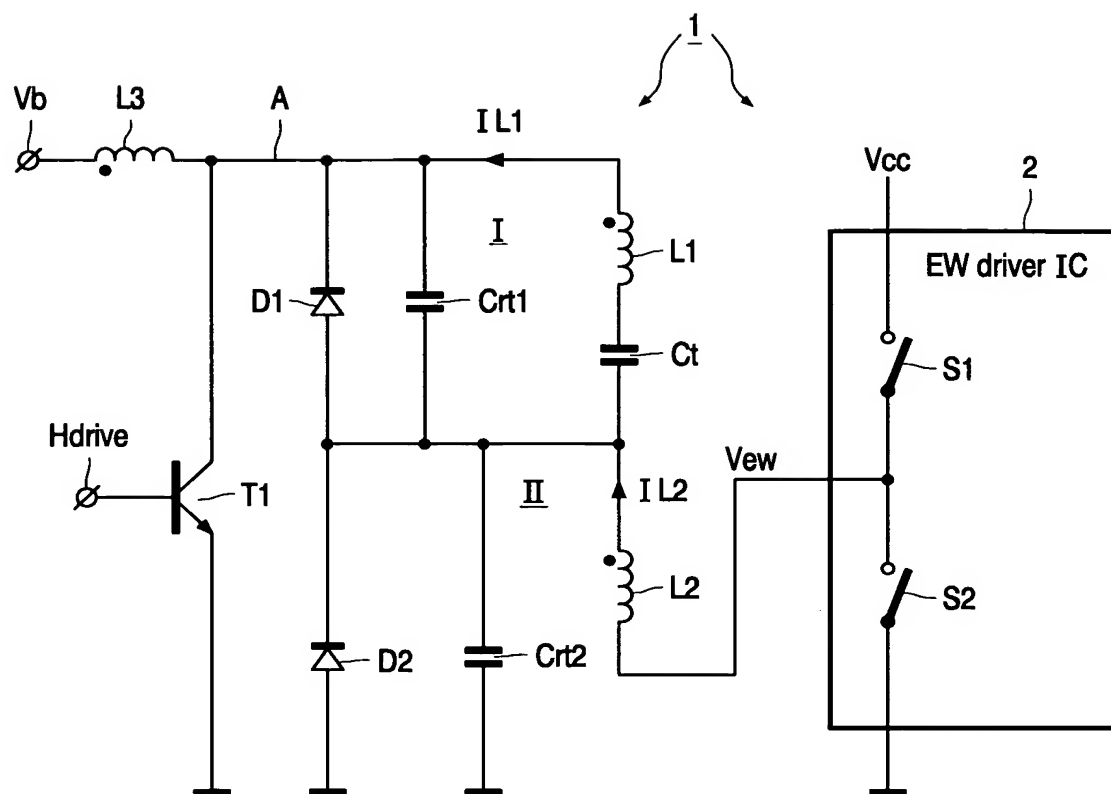 1
Vb
L3
A
I L1
Vcc
2
I
L1
EW driver IC
D1
Crt1
Ct
S1
Hdrive
Vew
T1
II
I L2
L2
S2
D2
Crt2